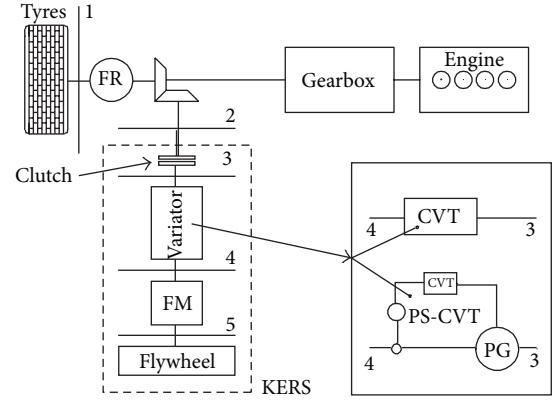 Tyres
1
FR
Gearbox
Engine
2
3
Clutch
Variator
4
FM
5
Flywheel
KERS
CVT
4
3
CVT
PS-CVT
4
PG
3